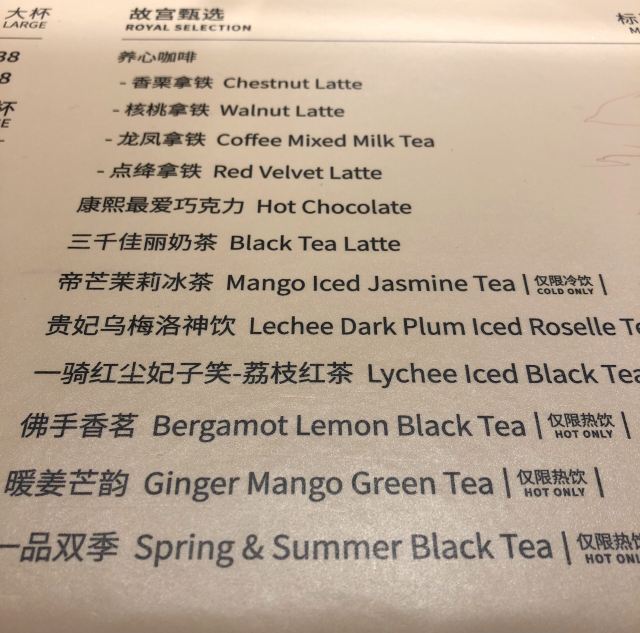 大杯 故宫甄选 标
LARGE ROYAL SELECTION M
38 养心咖啡
8 - 香栗拿铁 Chestnut Latte
杯 - 核桃拿铁 Walnut Latte
- 龙凤拿铁 Coffee Mixed Milk Tea
- 点绛拿铁 Red Velvet Latte
康熙最爱巧克力 Hot Chocolate
三千佳丽奶茶 Black Tea Latte
帝芒茉莉冰茶 Mango Iced Jasmine Tea | 仅限冷饮 COLD ONLY |
贵妃乌梅洛神饮 Lechee Dark Plum Iced Roselle Te
一骑红尘妃子笑-荔枝红茶 Lychee Iced Black Tea
佛手香茗 Bergamot Lemon Black Tea | 仅限热饮 HOT ONLY |
暖姜芒韵 Ginger Mango Green Tea | 仅限热饮 HOT ONLY |
一品双季 Spring & Summer Black Tea | 仅限热饮 HOT ONL